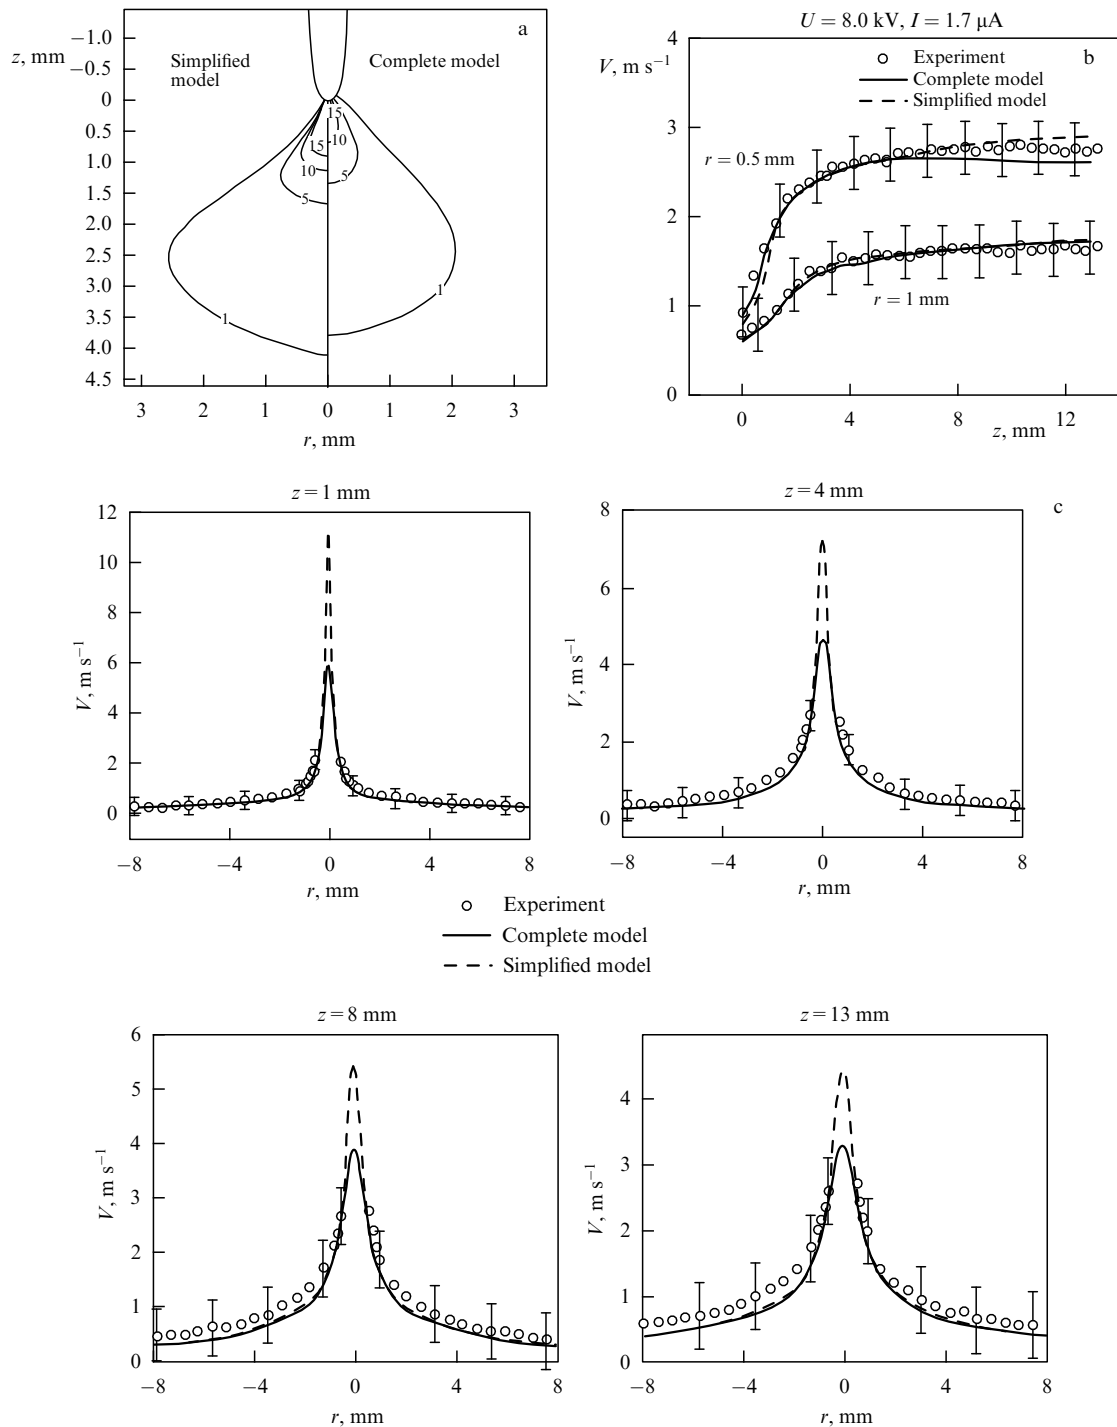 a
z, mm
−1.0
−0.5
0
0.5
1.0
1.5
2.0
2.5
3.0
3.5
4.0
4.5
Simplified
model
Complete model
15
10
5
1
15
10
5
1
3 2 1 0 1 2 3
r, mm
U = 8.0 kV, I = 1.7 μA
b
V, m s⁻¹
Experiment
Complete model
Simplified model
4
3
2
1
0
r = 0.5 mm
r = 1 mm
0 4 8 12
z, mm
z = 1 mm
12
10
8
6
4
2
0
V, m s⁻¹
−8 −4 0 4 8
r, mm
z = 4 mm
c
8
6
4
2
0
V, m s⁻¹
−8 −4 0 4 8
r, mm
Experiment
Complete model
Simplified model
z = 8 mm
6
5
4
3
2
1
0
V, m s⁻¹
−8 −4 0 4 8
r, mm
z = 13 mm
4
3
2
1
0
V, m s⁻¹
−8 −4 0 4 8
r, mm